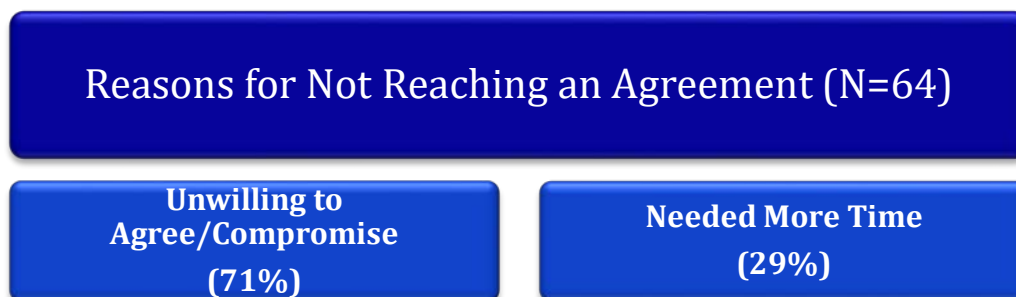 Reasons for Not Reaching an Agreement (N=64)
Unwilling to
Agree/Compromise
(71%)
Needed More Time
(29%)